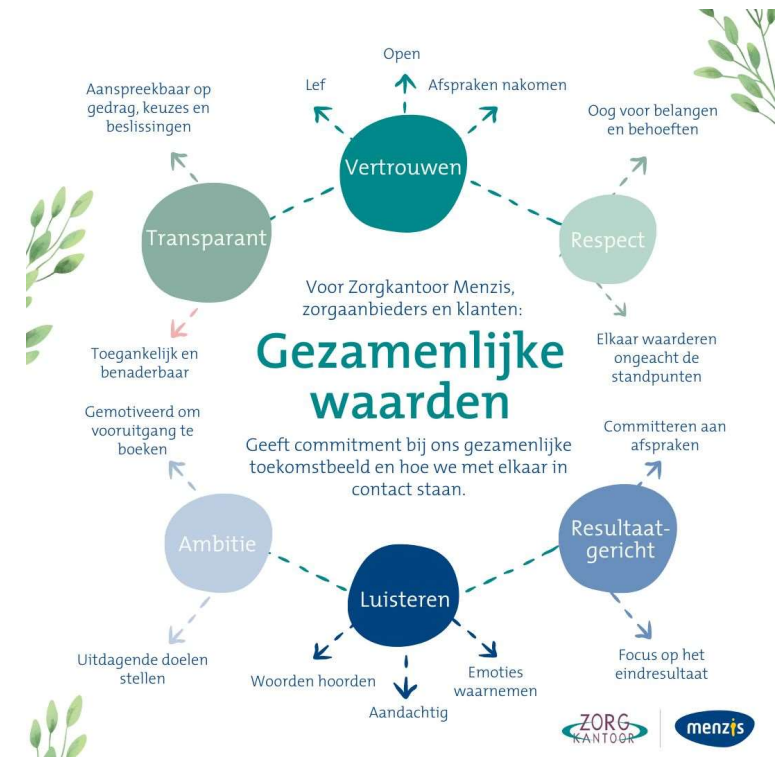 Open
Lef
Afspraken nakomen
Vertrouwen
Aanspreekbaar op
gedrag, keuzes en
beslissingen
Transparant
Toegankelijk en
benaderbaar
Oog voor belangen
en behoeften
Respect
Elkaar waarderen
ongeacht de
standpunten
Voor Zorgkantoor Menzis,
zorgaanbieders en klanten:
Gezamenlijke
waarden
Geeft commitment bij ons gezamenlijke
toekomstbeeld en hoe we met elkaar in
contact staan.
Gemotiveerd om
vooruitgang te
boeken
Ambitie
Uitdagende doelen
stellen
Luisteren
Woorden hoorden
Aandachtig
Emoties
waarnemen
Committeren aan
afspraken
Resultaat-
gericht
Focus op het
eindresultaat
ZORG
KANTOOR
menzis